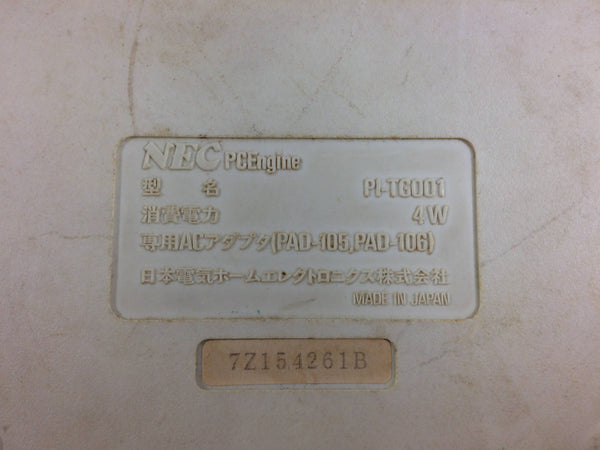 NEC PCEngine
型名 PI-TG001
消費電力 4W
専用ACアダプタ(PAD-105,PAD-106)
日本電気ホームエレクトロニクス株式会社
MADE IN JAPAN
7Z154261B